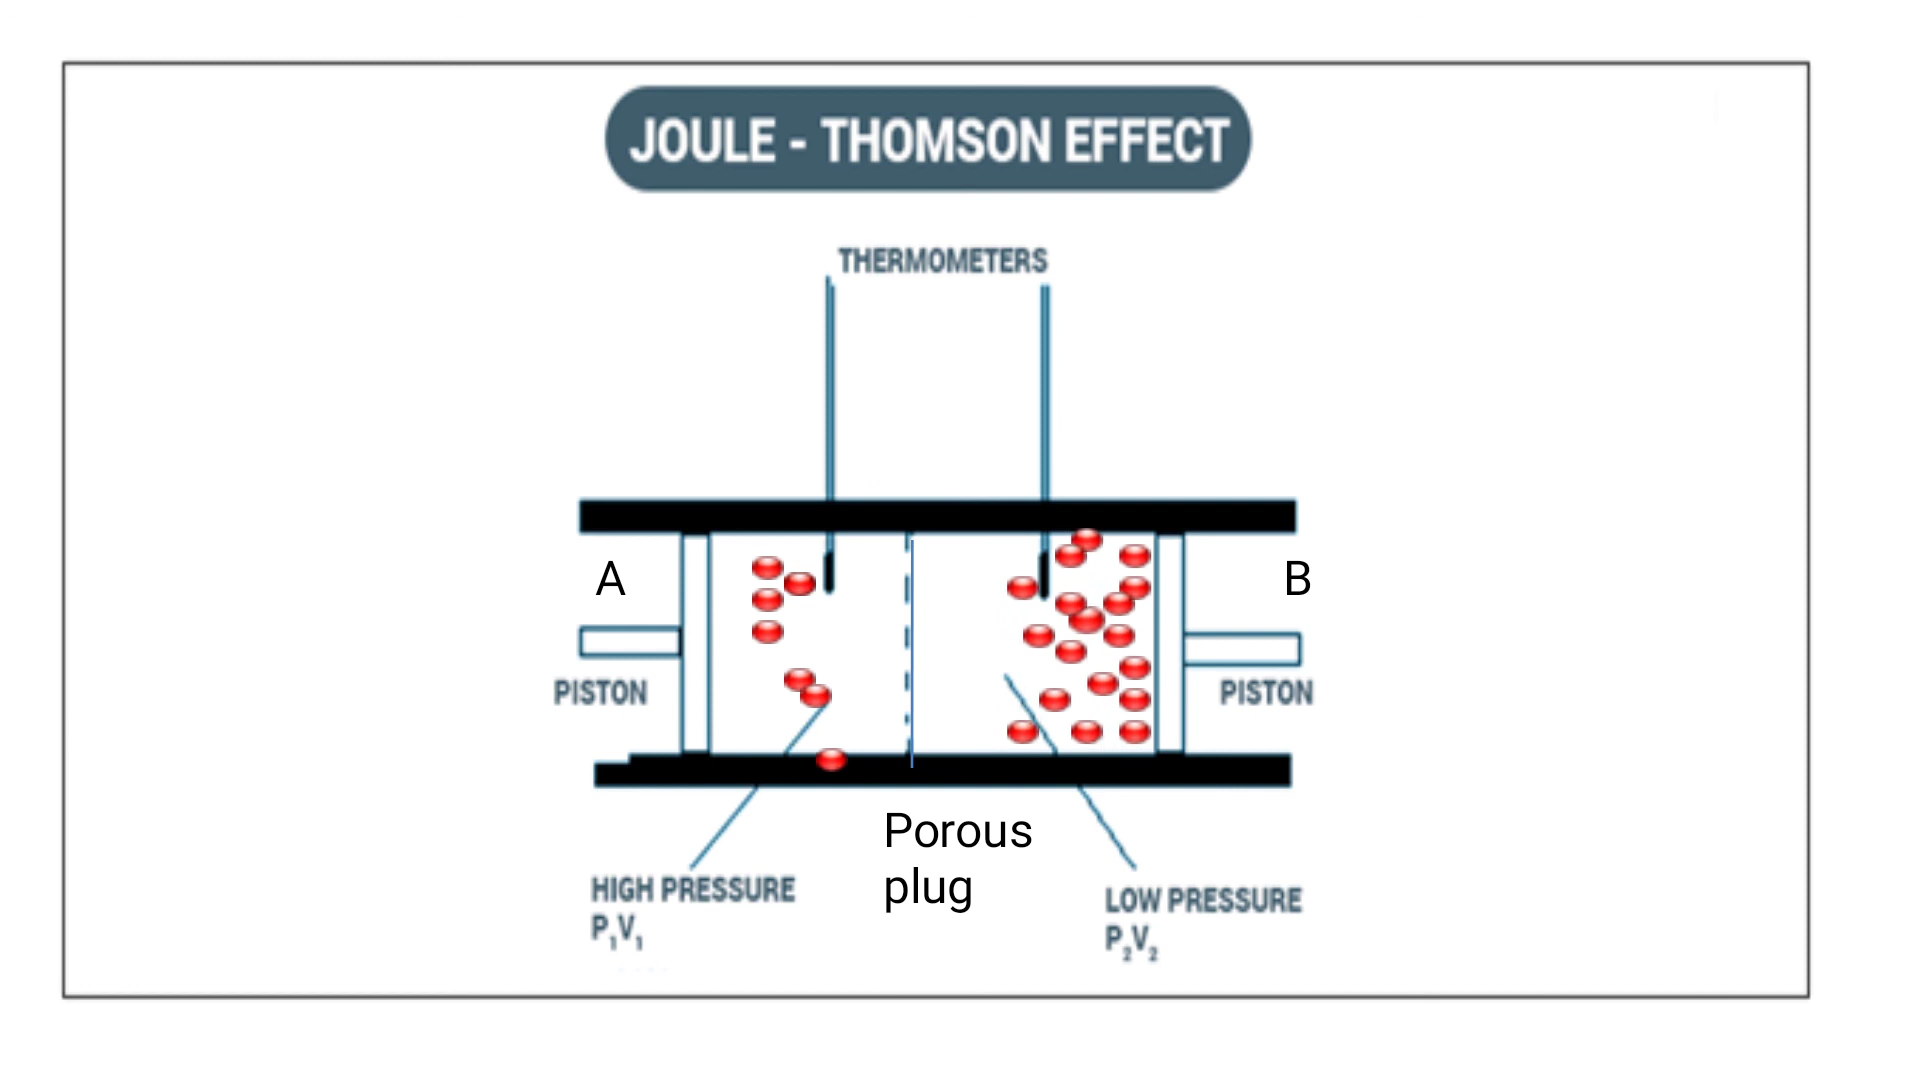 JOULE - THOMSON EFFECT
THERMOMETERS
A
B
PISTON
PISTON
Porous
plug
HIGH PRESSURE
P₁V₁
LOW PRESSURE
P₂V₂